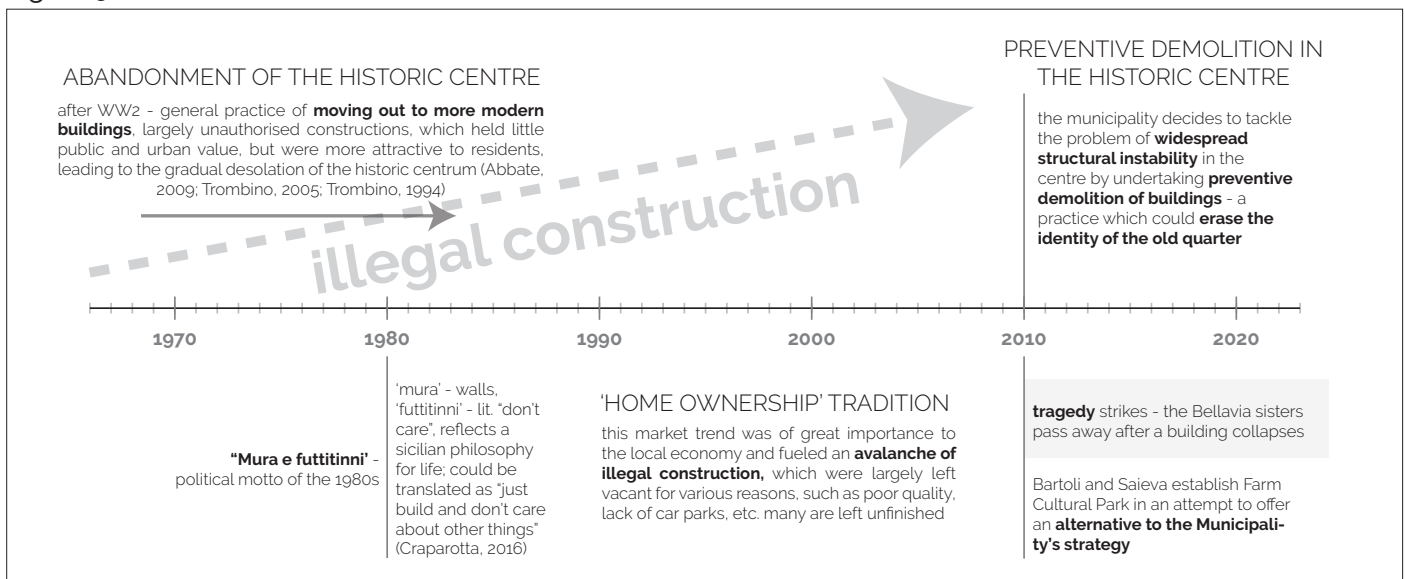 ABANDONMENT OF THE HISTORIC CENTRE
after WW2 - general practice of moving out to more modern
buildings, largely unauthorised constructions, which held little
public and urban value, but were more attractive to residents,
leading to the gradual desolation of the historic centrum (Abbate,
2009; Trombino, 2005; Trombino, 1994)
illegal construction
PREVENTIVE DEMOLITION IN
THE HISTORIC CENTRE
the municipality decides to tackle
the problem of widespread
structural instability in the
centre by undertaking preventive
demolition of buildings - a
practice which could erase the
identity of the old quarter
1970 1980 1990 2000 2010 2020
"Mura e futtitinni' -
political motto of the 1980s
'mura' - walls,
'futtitinni' - lit. "don't
care", reflects a
sicilian philosophy
for life; could be
translated as "just
build and don't care
about other things"
(Craparotta, 2016)
'HOME OWNERSHIP' TRADITION
this market trend was of great importance to
the local economy and fueled an avalanche of
illegal construction, which were largely left
vacant for various reasons, such as poor quality,
lack of car parks, etc. many are left unfinished
tragedy strikes - the Bellavia sisters
pass away after a building collapses
Bartoli and Saieva establish Farm
Cultural Park in an attempt to offer
an alternative to the Municipali-
ty's strategy